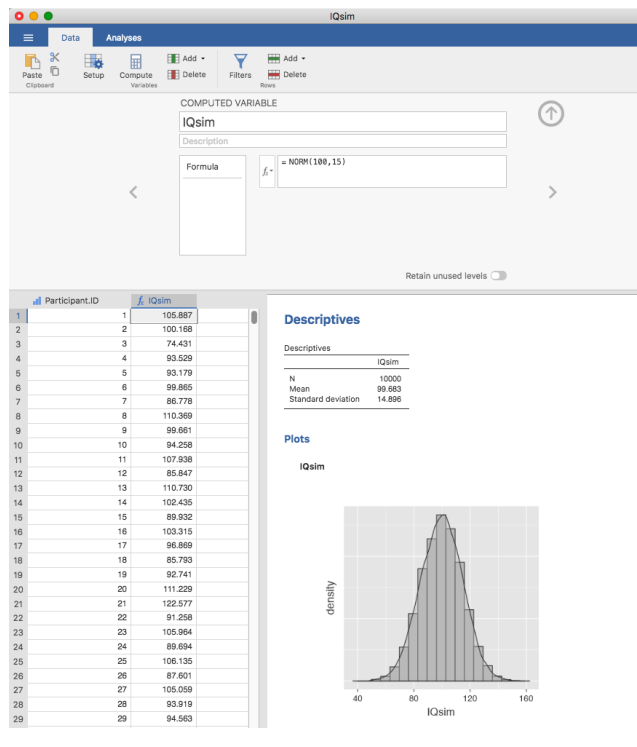 IQsim
Data Analyses
Paste Setup Compute Add Delete Filters Add Delete
Clipboard Variables Rows
COMPUTED VARIABLE
IQsim
Description
Formula fx = NORM(100,15)
Retain unused levels
Participant.ID fx IQsim
1 1 105.887
2 2 100.168
3 3 74.431
4 4 93.529
5 5 93.179
6 6 99.865
7 7 86.778
8 8 110.369
9 9 99.661
10 10 94.258
11 11 107.938
12 12 85.847
13 13 110.730
14 14 102.435
15 15 89.932
16 16 103.315
17 17 96.869
18 18 85.793
19 19 92.741
20 20 111.229
21 21 122.577
22 22 91.258
23 23 105.964
24 24 89.694
25 25 106.135
26 26 87.601
27 27 105.059
28 28 93.919
29 29 94.563
Descriptives
Descriptives
IQsim
N 10000
Mean 99.683
Standard deviation 14.896
Plots
IQsim
density
40 80 120 160
IQsim